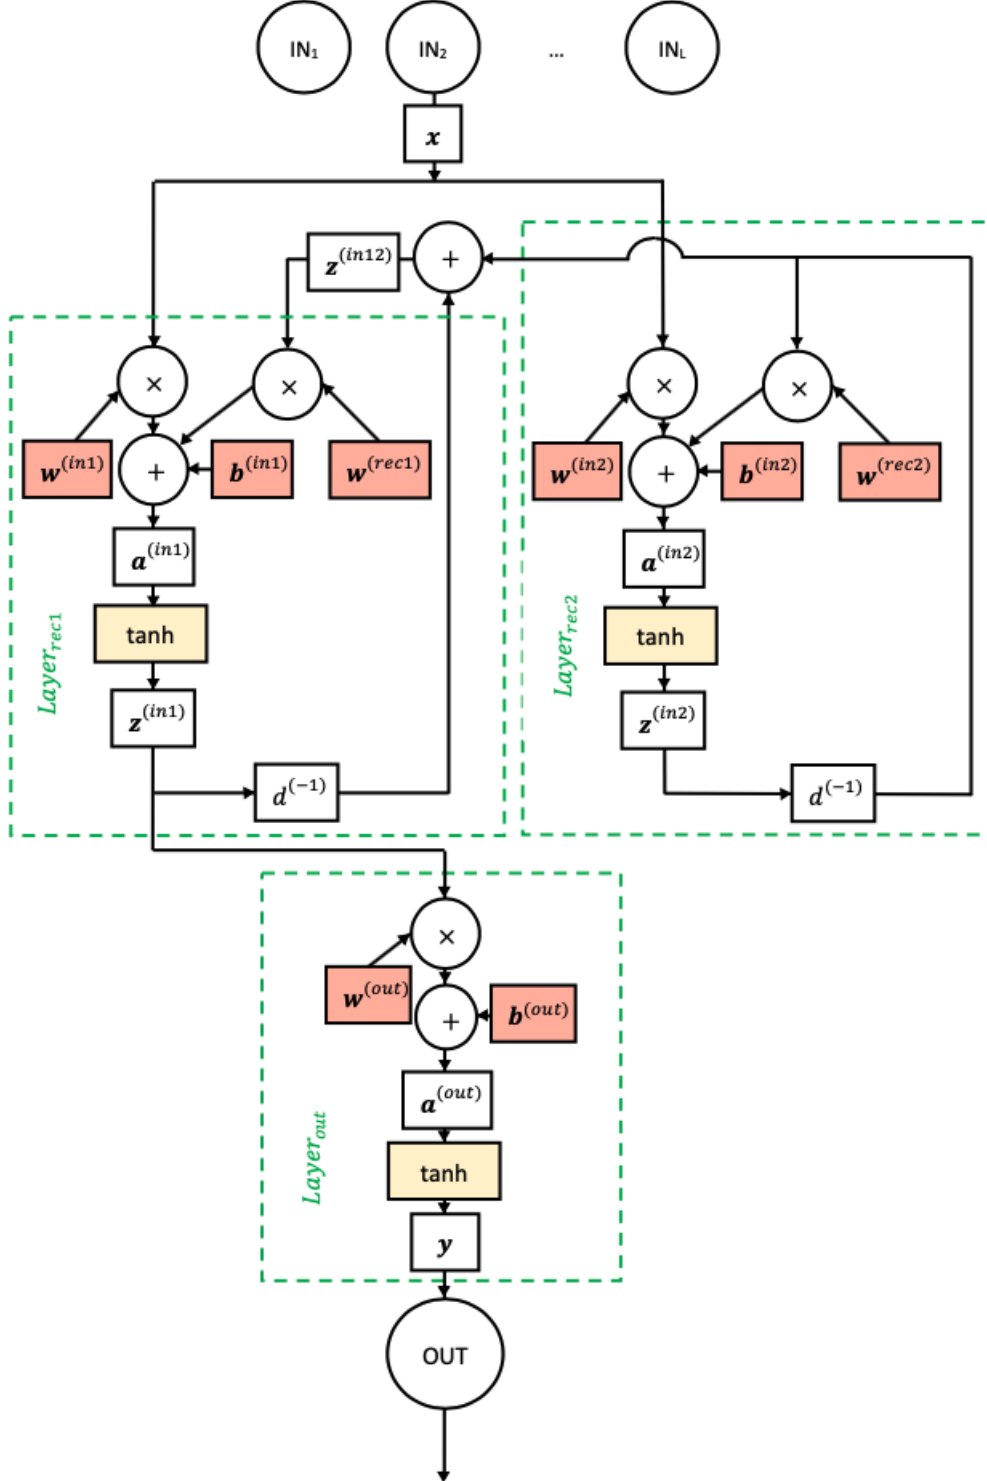 IN₁ IN₂ ... IN_L
x
z^(in12) +
× × × ×
w^(in1) + b^(in1) w^(rec1) w^(in2) + b^(in2) w^(rec2)
a^(in1) a^(in2)
Layer_rec1 tanh Layer_rec2 tanh
z^(in1) z^(in2)
d^(-1) d^(-1)
×
w^(out) + b^(out)
a^(out)
Layer_out tanh
y
OUT